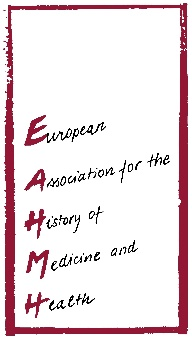 European
Association for the
History of
Medicine and
Health